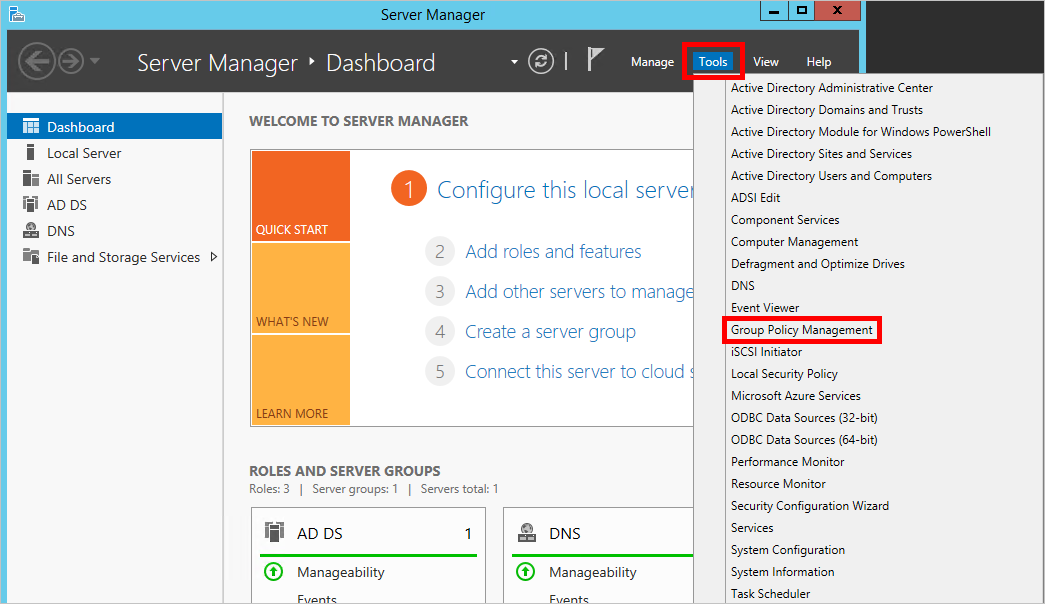 Server Manager
Server Manager ‣ Dashboard
Manage
Tools
View
Help
Dashboard
Local Server
All Servers
AD DS
DNS
File and Storage Services
WELCOME TO SERVER MANAGER
QUICK START
WHAT'S NEW
LEARN MORE
1 Configure this local server
2 Add roles and features
3 Add other servers to manage
4 Create a server group
5 Connect this server to cloud s
ROLES AND SERVER GROUPS
Roles: 3 | Server groups: 1 | Servers total: 1
AD DS 1
Manageability
Events
DNS
Manageability
Events
Active Directory Administrative Center
Active Directory Domains and Trusts
Active Directory Module for Windows PowerShell
Active Directory Sites and Services
Active Directory Users and Computers
ADSI Edit
Component Services
Computer Management
Defragment and Optimize Drives
DNS
Event Viewer
Group Policy Management
iSCSI Initiator
Local Security Policy
Microsoft Azure Services
ODBC Data Sources (32-bit)
ODBC Data Sources (64-bit)
Performance Monitor
Resource Monitor
Security Configuration Wizard
Services
System Configuration
System Information
Task Scheduler